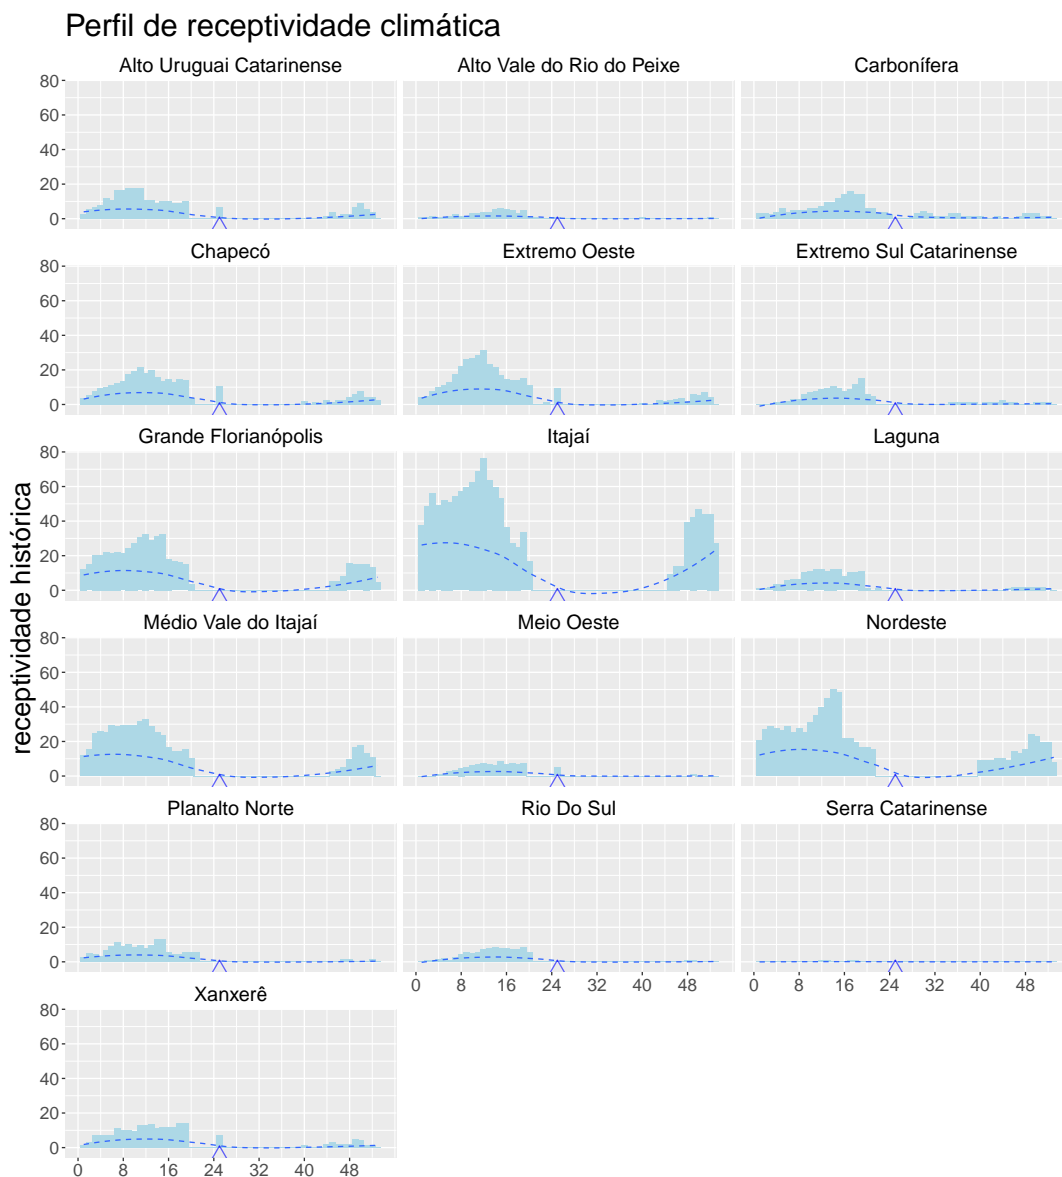 Perfil de receptividade climática
Alto Uruguai Catarinense
Alto Vale do Rio do Peixe
Carbonífera
80
60
40
20
0
Chapecó
Extremo Oeste
Extremo Sul Catarinense
80
60
40
20
0
Grande Florianópolis
Itajaí
Laguna
80
60
40
20
0
receptividade histórica
Médio Vale do Itajaí
Meio Oeste
Nordeste
80
60
40
20
0
Planalto Norte
Rio Do Sul
Serra Catarinense
80
60
40
20
0
0 8 16 24 32 40 48
0 8 16 24 32 40 48
Xanxerê
80
60
40
20
0
0 8 16 24 32 40 48